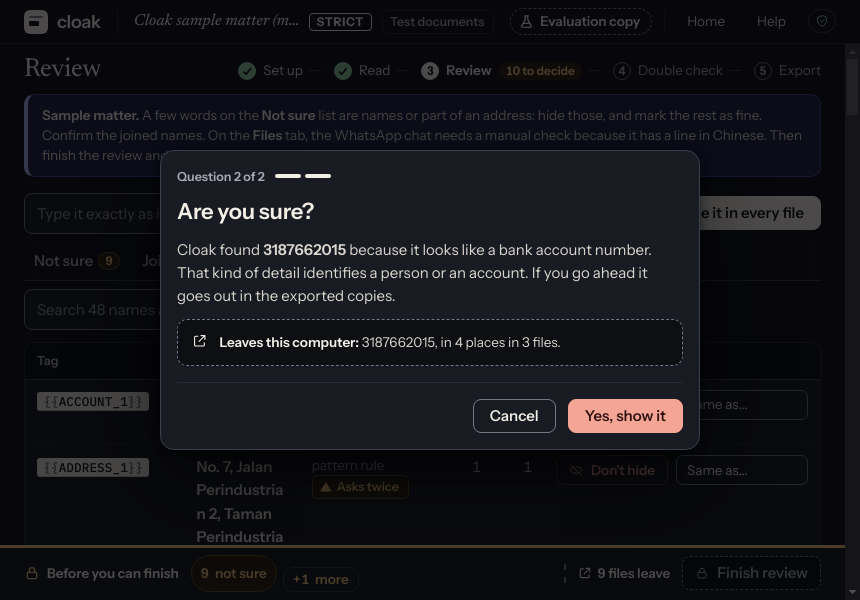 cloak
Cloak sample matter (m... STRICT Test documents Evaluation copy Home Help
Review Set up Read 3 Review 10 to decide 4 Double check 5 Export
Sample matter. A few words on the Not sure list are names or part of an address: hide those, and mark the rest as fine.
Confirm the joined names. On the Files tab, the WhatsApp chat needs a manual check because it has a line in Chinese. Then
finish the review and
Question 2 of 2
Are you sure?
Type it exactly as i
e it in every file
Cloak found 3187662015 because it looks like a bank account number.
That kind of detail identifies a person or an account. If you go ahead it
goes out in the exported copies.
Not sure 9 Joi
Search 48 names a
Leaves this computer: 3187662015, in 4 places in 3 files.
Tag
{{ACCOUNT_1}}
me as...
Cancel Yes, show it
{{ADDRESS_1}} No. 7, Jalan pattern rule 1 1 Don't hide Same as...
Perindustria Asks twice
n 2, Taman
Perindustria
Before you can finish 9 not sure +1 more 9 files leave Finish review